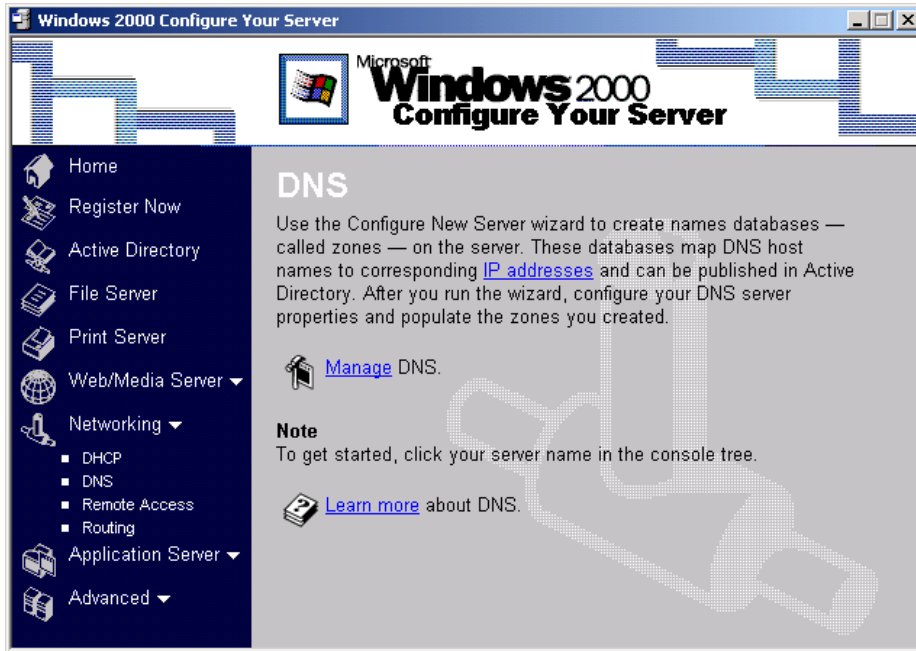 Windows 2000 Configure Your Server
Microsoft
Windows 2000
Configure Your Server
Home
Register Now
Active Directory
File Server
Print Server
Web/Media Server
Networking
DHCP
DNS
Remote Access
Routing
Application Server
Advanced
DNS
Use the Configure New Server wizard to create names databases —
called zones — on the server. These databases map DNS host
names to corresponding IP addresses and can be published in Active
Directory. After you run the wizard, configure your DNS server
properties and populate the zones you created.
Manage DNS.
Note
To get started, click your server name in the console tree.
Learn more about DNS.